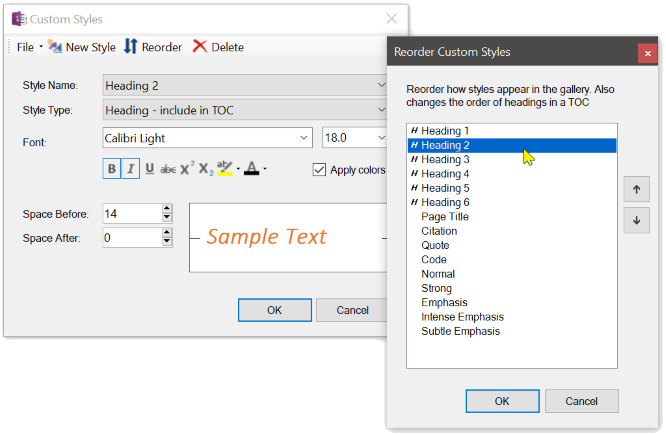 Custom Styles
File New Style Reorder Delete
Style Name: Heading 2
Style Type: Heading - include in TOC
Font: Calibri Light 18.0
B I U abc X2 X2 ab A Apply colors
Space Before: 14
Space After: 0
Sample Text
OK Cancel
Reorder Custom Styles
Reorder how styles appear in the gallery. Also
changes the order of headings in a TOC
H Heading 1
H Heading 2
H Heading 3
H Heading 4
H Heading 5
H Heading 6
Page Title
Citation
Quote
Code
Normal
Strong
Emphasis
Intense Emphasis
Subtle Emphasis
OK Cancel